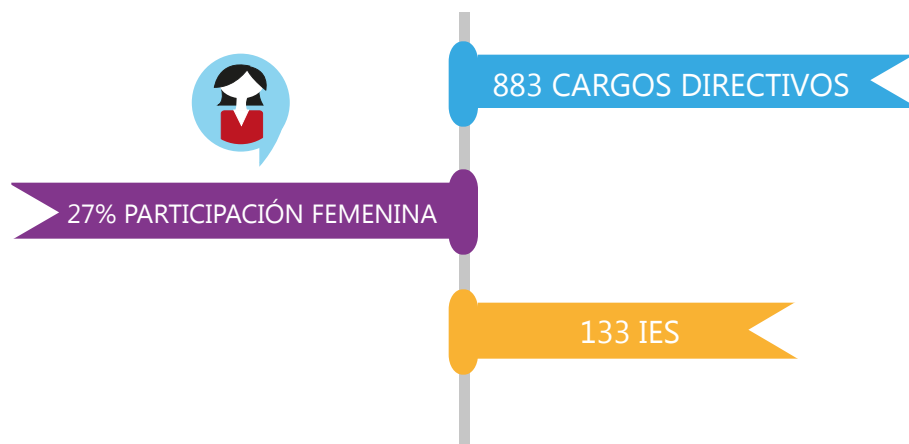 883 CARGOS DIRECTIVOS
27% PARTICIPACIÓN FEMENINA
133 IES